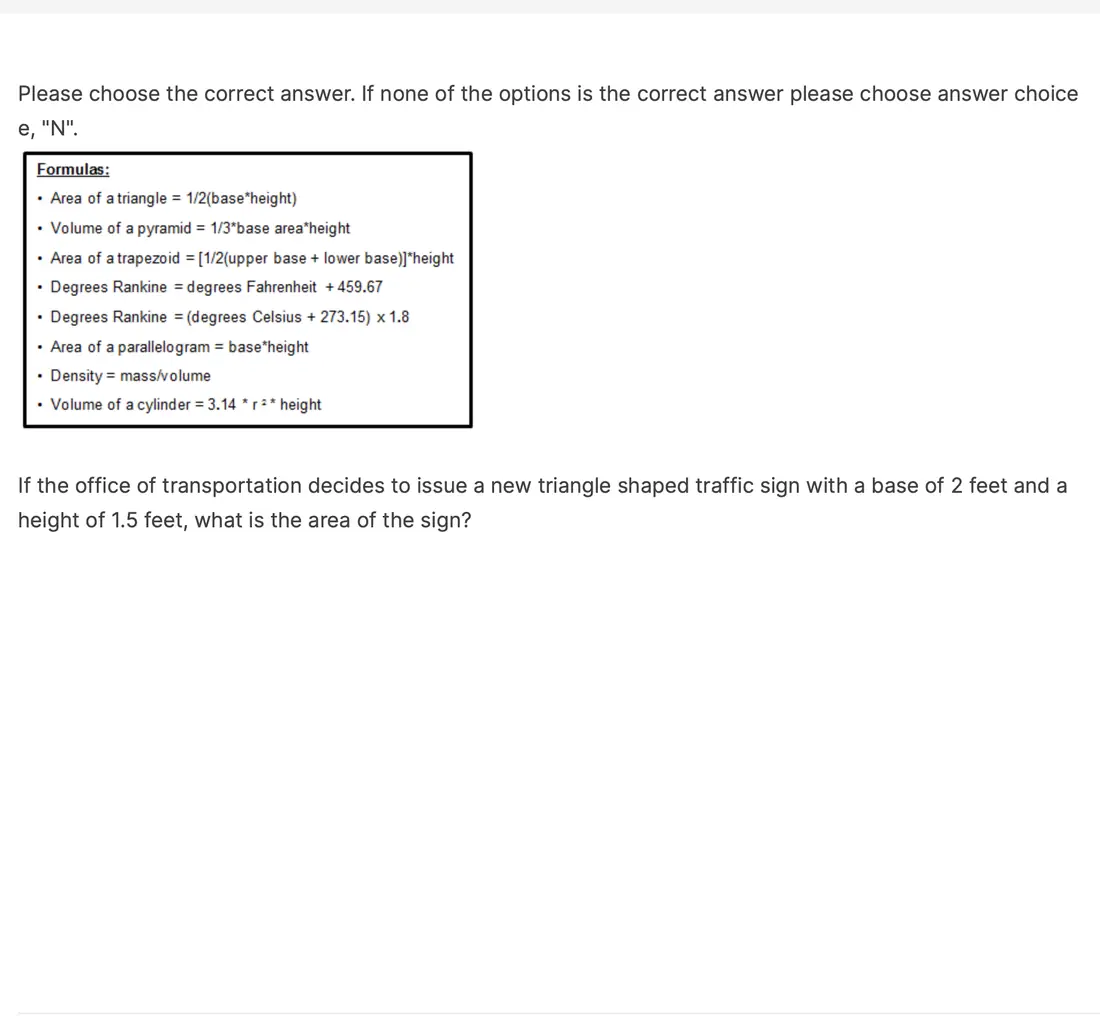 Please choose the correct answer. If none of the options is the correct answer please choose answer choice
e, "N".
Formulas:
• Area of a triangle = 1/2(base*height)
• Volume of a pyramid = 1/3*base area*height
• Area of a trapezoid = [1/2(upper base + lower base)]*height
• Degrees Rankine = degrees Fahrenheit + 459.67
• Degrees Rankine = (degrees Celsius + 273.15) x 1.8
• Area of a parallelogram = base*height
• Density = mass/volume
• Volume of a cylinder = 3.14 * r ² * height
If the office of transportation decides to issue a new triangle shaped traffic sign with a base of 2 feet and a
height of 1.5 feet, what is the area of the sign?